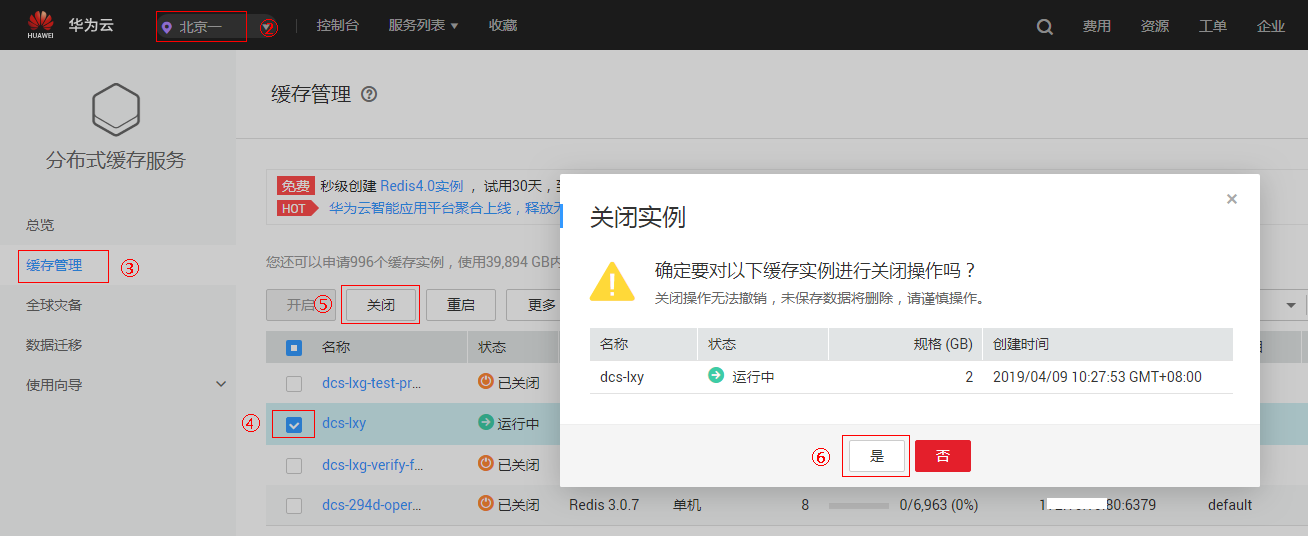 HUAWEI 华为云 北京一 ② 控制台 服务列表 收藏 费用 资源 工单 企业
分布式缓存服务
总览
缓存管理 ③
全球灾备
数据迁移
使用向导
缓存管理
免费 秒级创建 Redis4.0实例 ，试用30天，
HOT 华为云智能应用平台聚合上线，释放
您还可以申请996个缓存实例，使用39,894 GB内
开启 ⑤ 关闭 重启 更多
名称 状态
dcs-lxg-test-pr... 已关闭
④ dcs-lxy 运行中
dcs-lxg-verify-f... 已关闭
dcs-294d-oper... 已关闭 Redis 3.0.7 单机 8 0/6,963 (0%) :6379 default
关闭实例
确定要对以下缓存实例进行关闭操作吗？
关闭操作无法撤销，未保存数据将删除，请谨慎操作。
名称 状态 规格 (GB) 创建时间
dcs-lxy 运行中 2 2019/04/09 10:27:53 GMT+08:00
⑥ 是 否